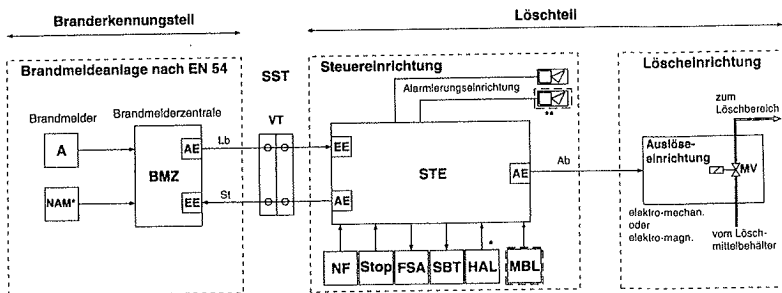 Branderkennungsteil
Löschteil
Brandmeldeanlage nach EN 54
SST
Steuereinrichtung
Löscheinrichtung
Alarmierungseinrichtung
**
zum
Löschbereich
Brandmelder
Brandmelderzentrale
VT
A
BMZ
AE
Lb
EE
STE
AE
Ab
Auslöse-
einrichtung
MV
NAM*
EE
St
AE
elektro-mechan.
oder
elektro-magn.
vom Lösch-
mittelbehälter
*
NF
Stop
FSA
SBT
HAL
MBL